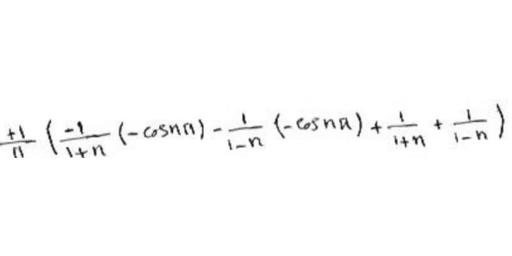 +1/π ( -1/1+n (-cosnπ) - 1/1-n (-cosnπ) + 1/1+n + 1/1-n )